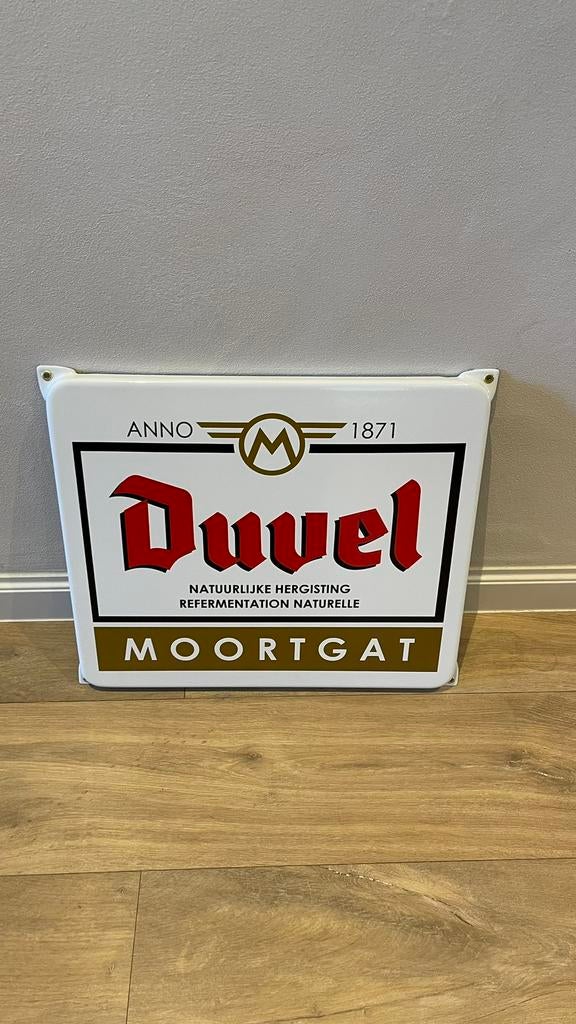 ANNO M 1871
Duvel
NATUURLIJKE HERGISTING
REFERMENTATION NATURELLE
MOORTGAT